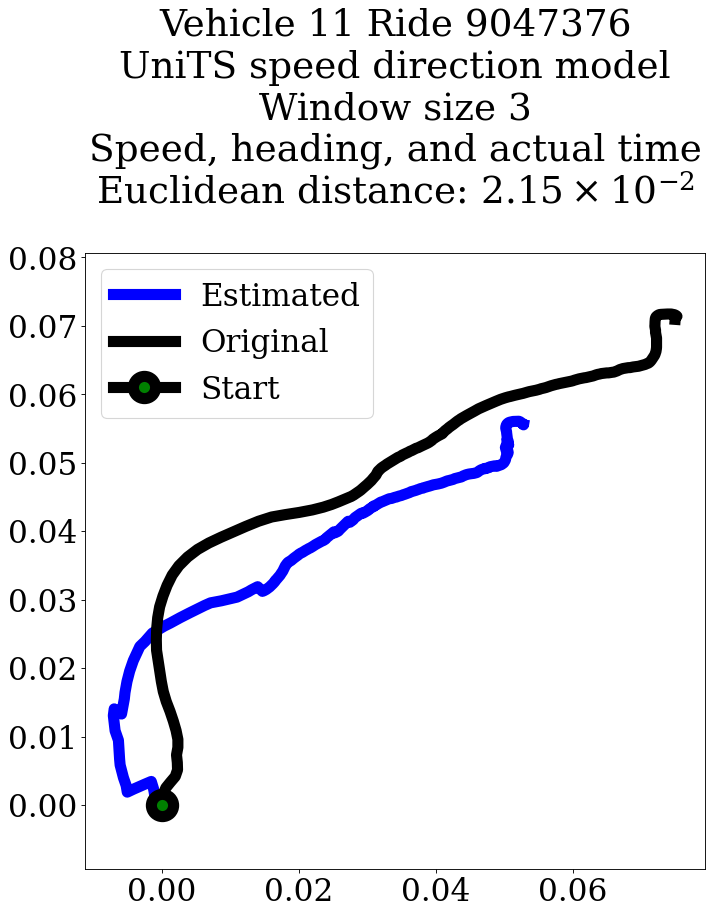 Vehicle 11 Ride 9047376
UniTS speed direction model
Window size 3
Speed, heading, and actual time
Euclidean distance: 2.15 × 10⁻²
0.08
0.07
0.06
0.05
0.04
0.03
0.02
0.01
0.00
Estimated
Original
Start
0.00 0.02 0.04 0.06